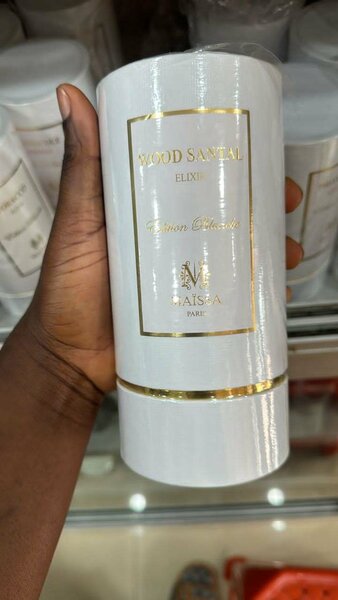 WOOD SANTAL
ELIXIR
Edition Blanche
M
MAÏSSA
PARIS